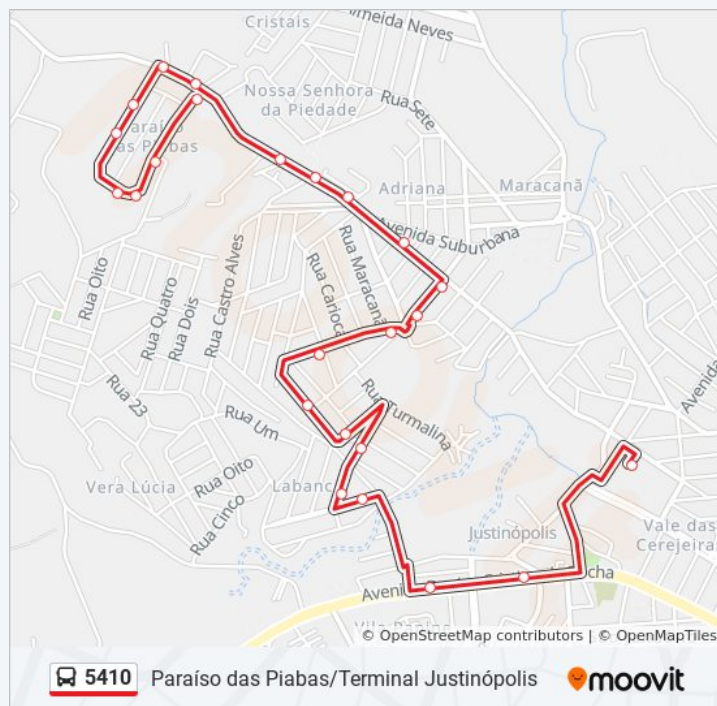 Cristais
Almeida Neves
Nossa Senhora
da Piedade
Rua Sete
Paraíso
das Piabas
Adriana
Maracanã
Avenida Suburbana
Rua Maracanã
Rua Carioca
Rua Castro Alves
Rua Oito
Rua Quatro
Rua Dois
Rua 23
Rua Um
Rua Turmalina
Avenida
Vera Lúcia
Rua Oito
Labanca
Rua Cinco
Justinópolis
Vale das
Cerejeiras
© OpenStreetMap contributors | © OpenMapTiles
5410 Paraíso das Piabas/Terminal Justinópolis moovit